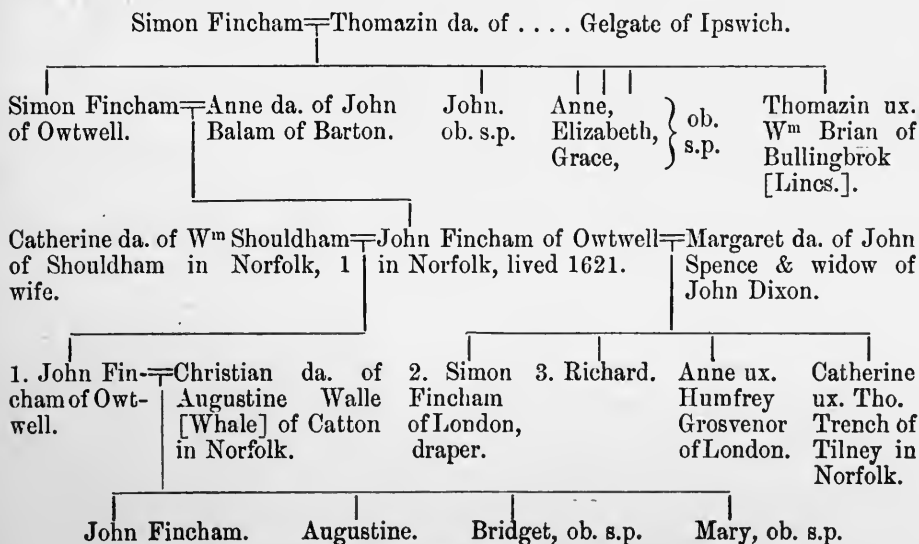 Simon Fincham=Thomazin da. of .... Gelgate of Ipswich.
Simon Fincham=Anne da. of John
of Owtwell. Balam of Barton.
John.
ob. s.p.
Anne,
Elizabeth,
Grace,
} ob.
s.p.
Thomazin ux.
Wᵐ Brian of
Bullingbrok
[Lincs.].
Catherine da. of Wᵐ Shouldham=John Fincham of Owtwell=Margaret da. of John
of Shouldham in Norfolk, 1 in Norfolk, lived 1621. Spence & widow of
wife. John Dixon.
1. John Fin-=Christian da. of
cham of Owt- Augustine Walle
well. [Whale] of Catton
in Norfolk.
2. Simon
Fincham
of London,
draper.
3. Richard.
Anne ux.
Humfrey
Grosvenor
of London.
Catherine
ux. Tho.
Trench of
Tilney in
Norfolk.
John Fincham. Augustine. Bridget, ob. s.p. Mary, ob. s.p.